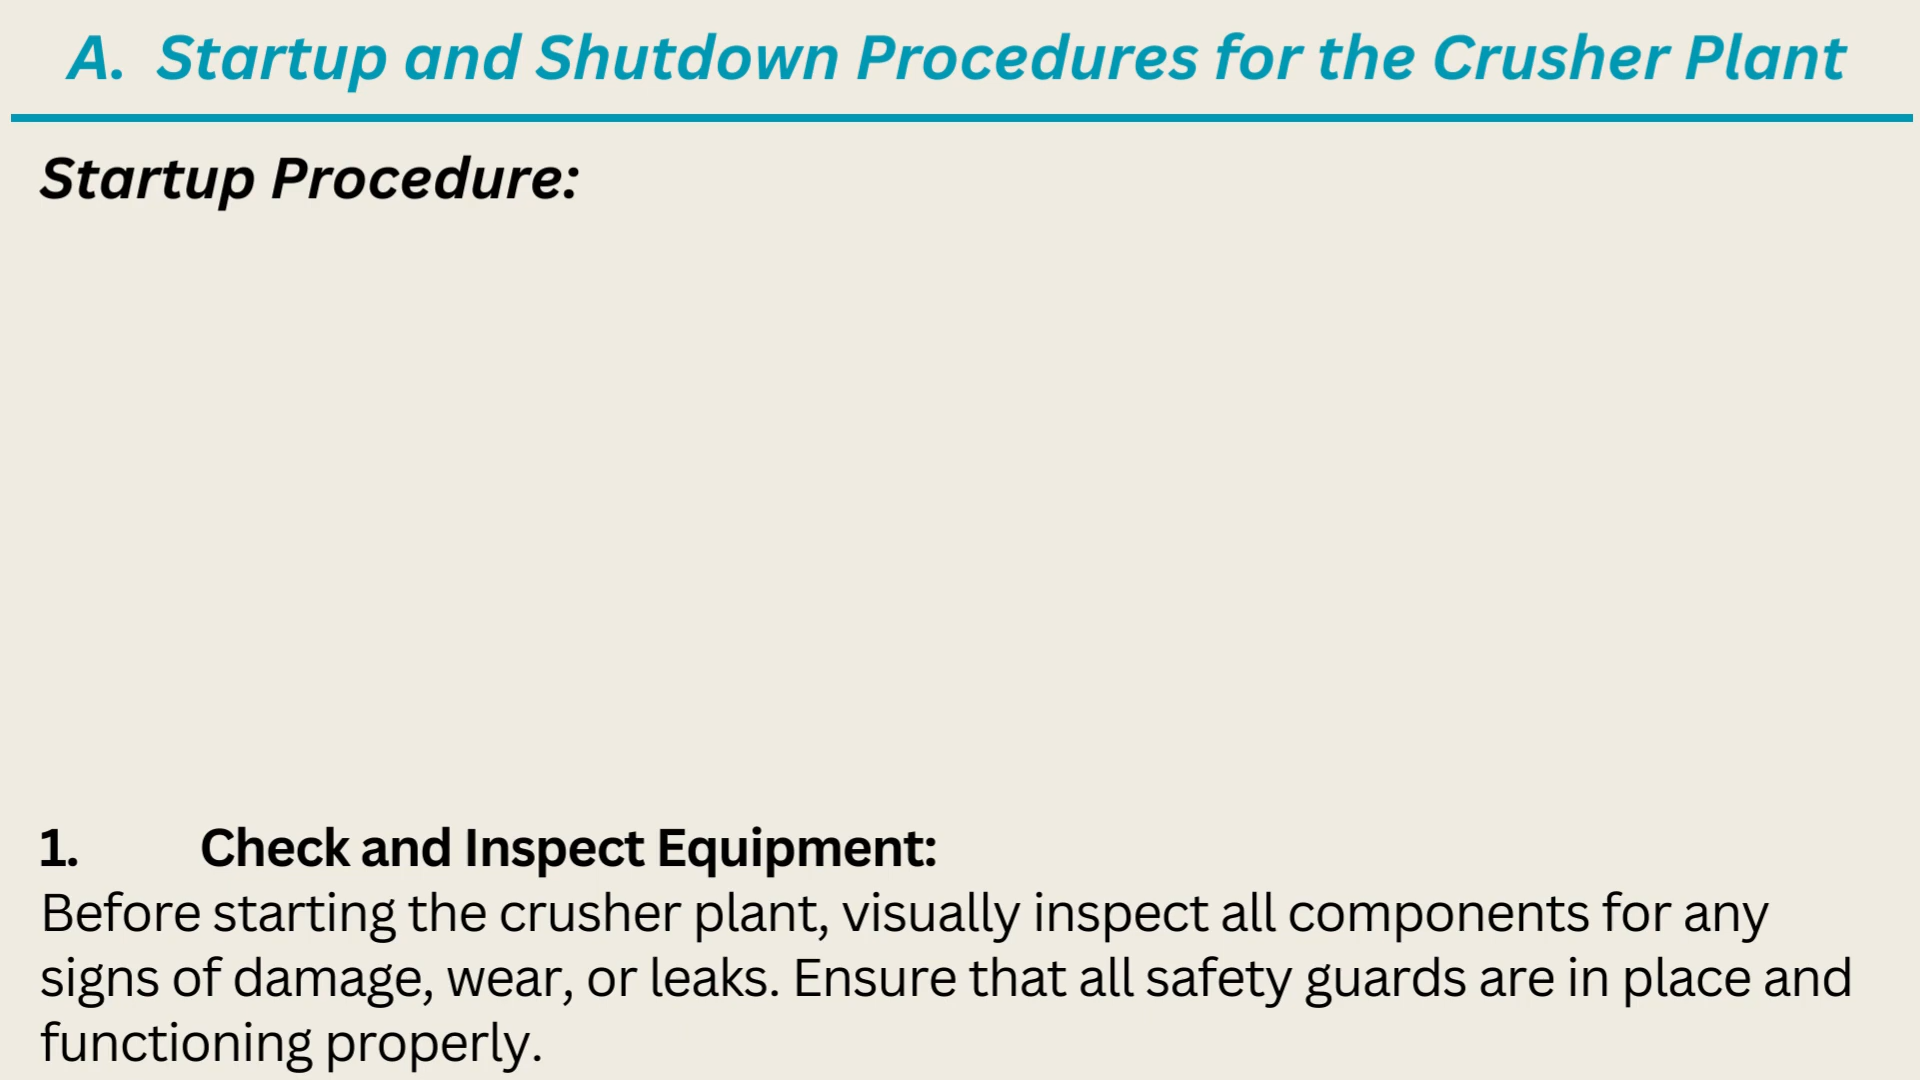 A. Startup and Shutdown Procedures for the Crusher Plant
Startup Procedure:
1. Check and Inspect Equipment:
Before starting the crusher plant, visually inspect all components for any
signs of damage, wear, or leaks. Ensure that all safety guards are in place and
functioning properly.